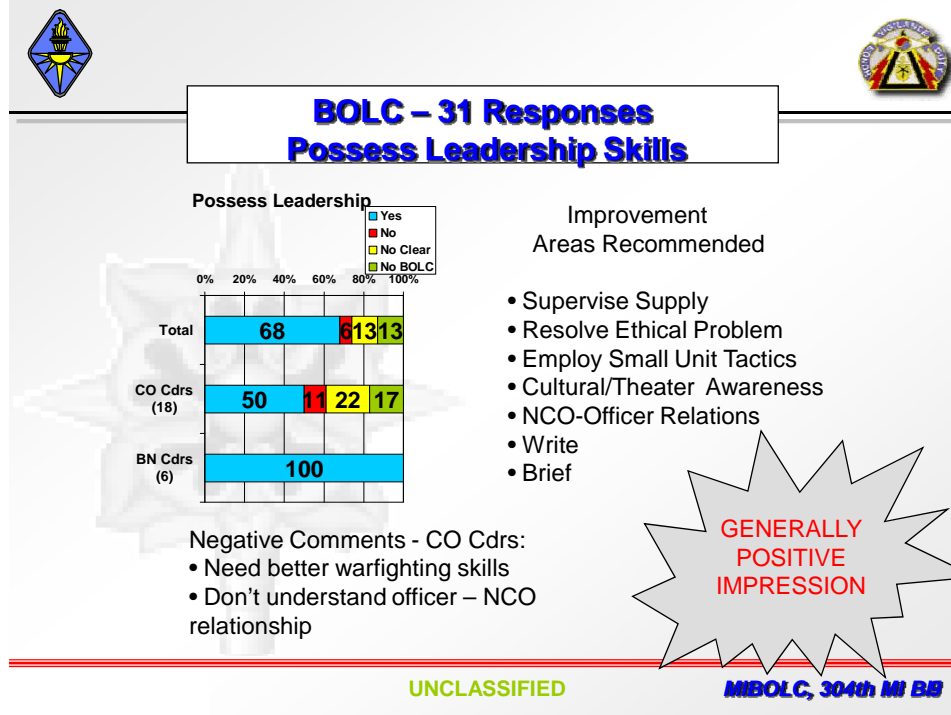 BOLC – 31 Responses
Possess Leadership Skills
Possess Leadership
Yes
No
No Clear
No BOLC
0% 20% 40% 60% 80% 100%
Total
68 6 13 13
CO Cdrs
(18)
50 11 22 17
BN Cdrs
(6)
100
Improvement
Areas Recommended
• Supervise Supply
• Resolve Ethical Problem
• Employ Small Unit Tactics
• Cultural/Theater Awareness
• NCO-Officer Relations
• Write
• Brief
Negative Comments - CO Cdrs:
• Need better warfighting skills
• Don't understand officer – NCO
relationship
GENERALLY
POSITIVE
IMPRESSION
UNCLASSIFIED
MIBOLC, 304th MI